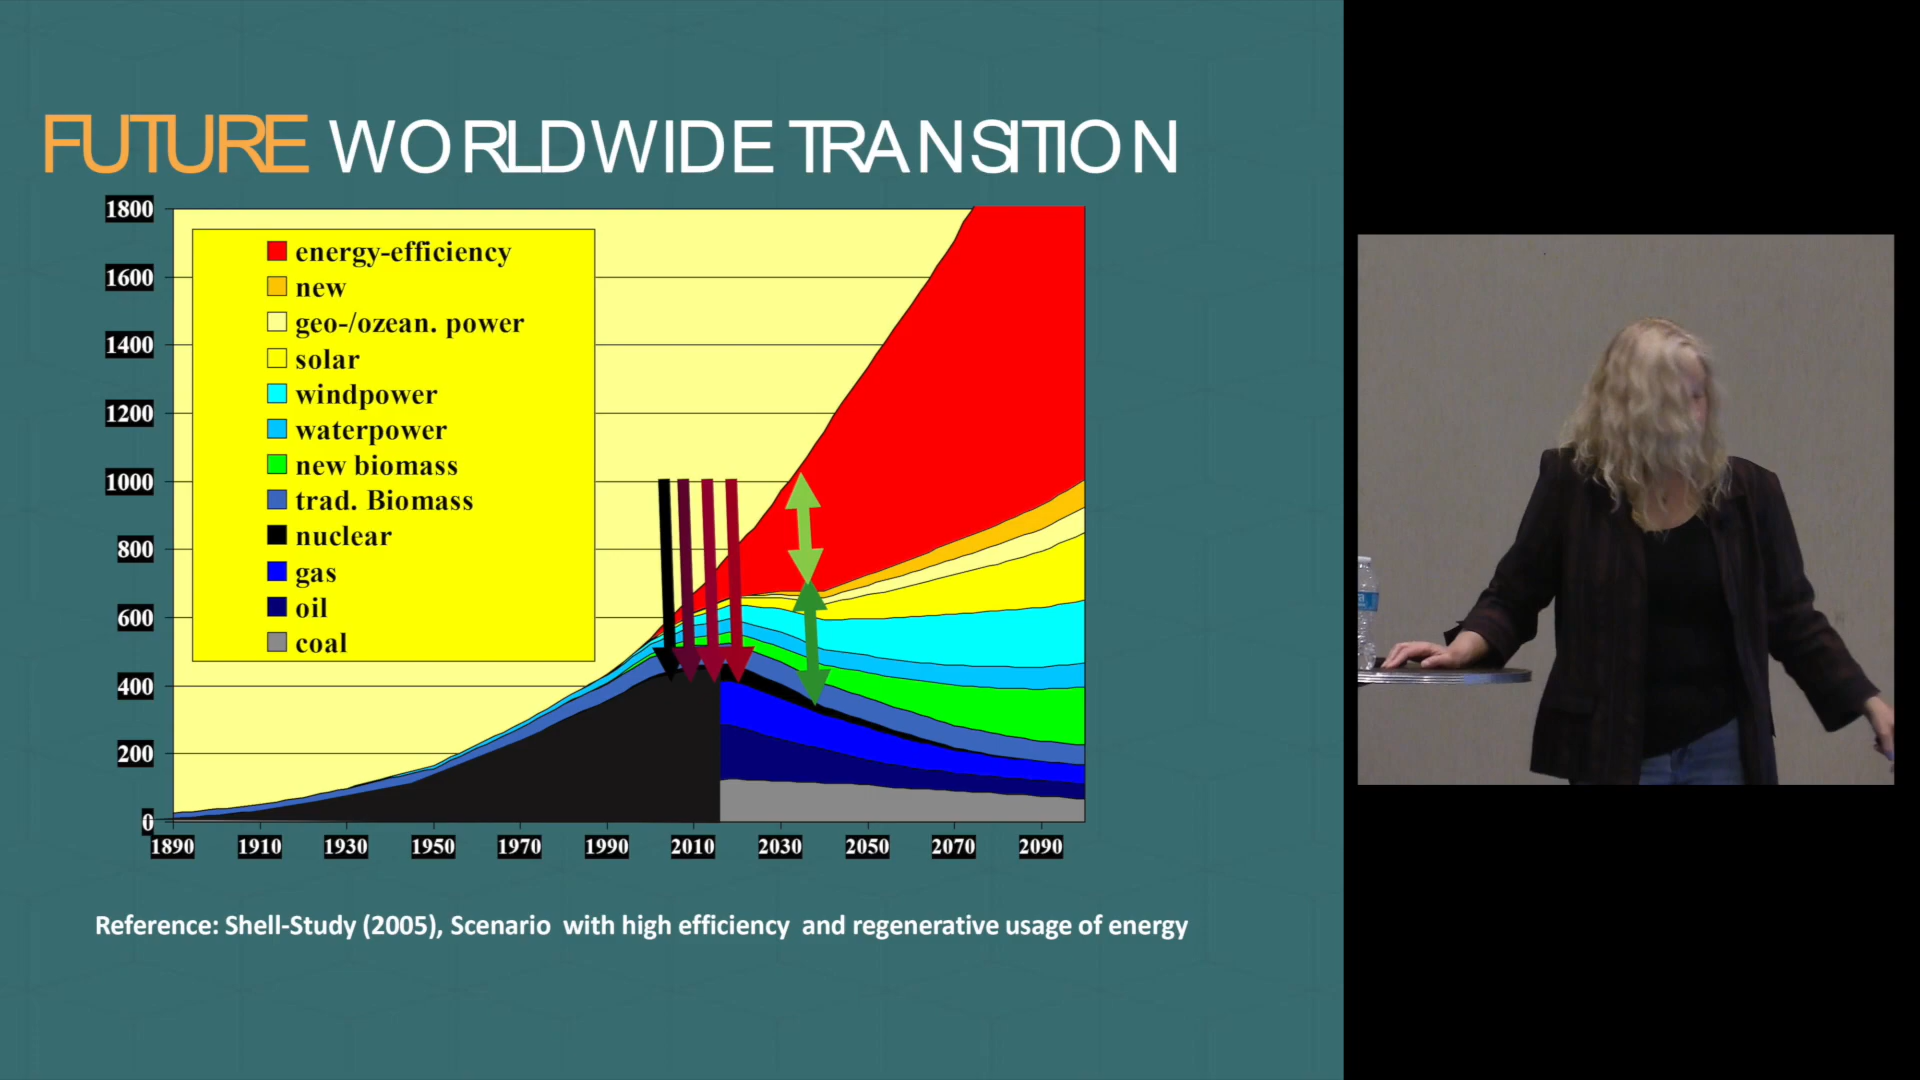 FUTURE WORLDWIDE TRANSITION
1800
1600
1400
1200
1000
800
600
400
200
0
energy-efficiency
new
geo-/ozean. power
solar
windpower
waterpower
new biomass
trad. Biomass
nuclear
gas
oil
coal
1890 1910 1930 1950 1970 1990 2010 2030 2050 2070 2090
Reference: Shell-Study (2005), Scenario with high efficiency and regenerative usage of energy